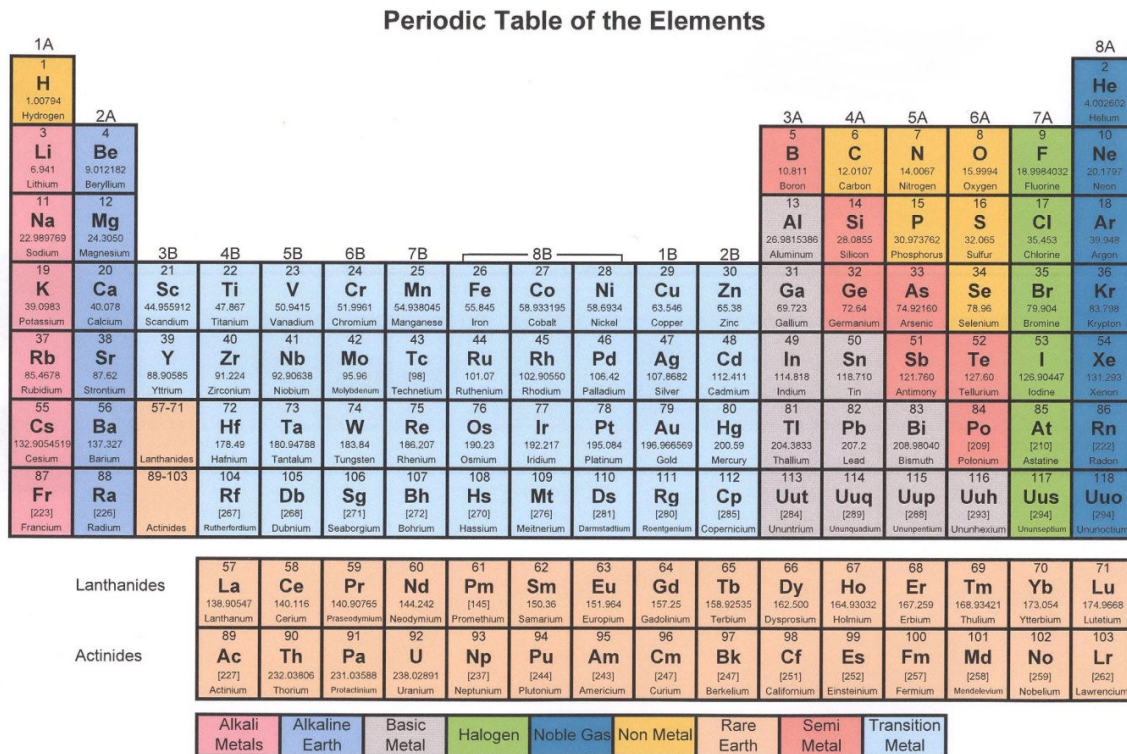 Periodic Table of the Elements
1A 8A
1 2
H He
1.00794 4.002602
Hydrogen Helium
2A 3A 4A 5A 6A 7A
3 4 5 6 7 8 9 10
Li Be B C N O F Ne
6.941 9.012182 10.811 12.0107 14.0067 15.9994 18.9984032 20.1797
Lithium Beryllium Boron Carbon Nitrogen Oxygen Fluorine Neon
11 12 13 14 15 16 17 18
Na Mg Al Si P S Cl Ar
22.989769 24.3050 26.9815386 28.0855 30.973762 32.065 35.453 39.948
Sodium Magnesium Aluminum Silicon Phosphorus Sulfur Chlorine Argon
3B 4B 5B 6B 7B 8B 1B 2B
19 20 21 22 23 24 25 26 27 28 29 30 31 32 33 34 35 36
K Ca Sc Ti V Cr Mn Fe Co Ni Cu Zn Ga Ge As Se Br Kr
39.0983 40.078 44.955912 47.867 50.9415 51.9961 54.938045 55.845 58.933195 58.6934 63.546 65.38 69.723 72.64 74.92160 78.96 79.904 83.798
Potassium Calcium Scandium Titanium Vanadium Chromium Manganese Iron Cobalt Nickel Copper Zinc Gallium Germanium Arsenic Selenium Bromine Krypton
37 38 39 40 41 42 43 44 45 46 47 48 49 50 51 52 53 54
Rb Sr Y Zr Nb Mo Tc Ru Rh Pd Ag Cd In Sn Sb Te I Xe
85.4678 87.62 88.90585 91.224 92.90638 95.96 [98] 101.07 102.90550 106.42 107.8682 112.411 114.818 118.710 121.760 127.60 126.90447 131.293
Rubidium Strontium Yttrium Zirconium Niobium Molybdenum Technetium Ruthenium Rhodium Palladium Silver Cadmium Indium Tin Antimony Tellurium Iodine Xenon
55 56 57-71 72 73 74 75 76 77 78 79 80 81 82 83 84 85 86
Cs Ba Hf Ta W Re Os Ir Pt Au Hg Tl Pb Bi Po At Rn
132.9054519 137.327 178.49 180.94788 183.84 186.207 190.23 192.217 195.084 196.966569 200.59 204.3833 207.2 208.98040 [209] [210] [222]
Cesium Barium Lanthanides Hafnium Tantalum Tungsten Rhenium Osmium Iridium Platinum Gold Mercury Thallium Lead Bismuth Polonium Astatine Radon
87 88 89-103 104 105 106 107 108 109 110 111 112 113 114 115 116 117 118
Fr Ra Rf Db Sg Bh Hs Mt Ds Rg Cp Uut Uuq Uup Uuh Uus Uuo
[223] [226] [267] [268] [271] [272] [270] [276] [281] [280] [285] [284] [289] [288] [293] [294] [294]
Francium Radium Actinides Rutherfordium Dubnium Seaborgium Bohrium Hassium Meitnerium Darmstadtium Roentgenium Copernicium Ununtrium Ununquadium Ununpentium Ununhexium Ununseptium Ununoctium
57 58 59 60 61 62 63 64 65 66 67 68 69 70 71
Lanthanides La Ce Pr Nd Pm Sm Eu Gd Tb Dy Ho Er Tm Yb Lu
138.90547 140.116 140.90765 144.242 [145] 150.36 151.964 157.25 158.92535 162.500 164.93032 167.259 168.93421 173.054 174.9668
Lanthanum Cerium Praseodymium Neodymium Promethium Samarium Europium Gadolinium Terbium Dysprosium Holmium Erbium Thulium Ytterbium Lutetium
89 90 91 92 93 94 95 96 97 98 99 100 101 102 103
Actinides Ac Th Pa U Np Pu Am Cm Bk Cf Es Fm Md No Lr
[227] 232.03806 231.03588 238.02891 [237] [244] [243] [247] [247] [251] [252] [257] [258] [259] [262]
Actinium Thorium Protactinium Uranium Neptunium Plutonium Americium Curium Berkelium Californium Einsteinium Fermium Mendelevium Nobelium Lawrencium
Alkali Alkaline Basic Halogen Noble Gas Non Metal Rare Semi Transition
Metals Earth Metal Earth Metal Metal